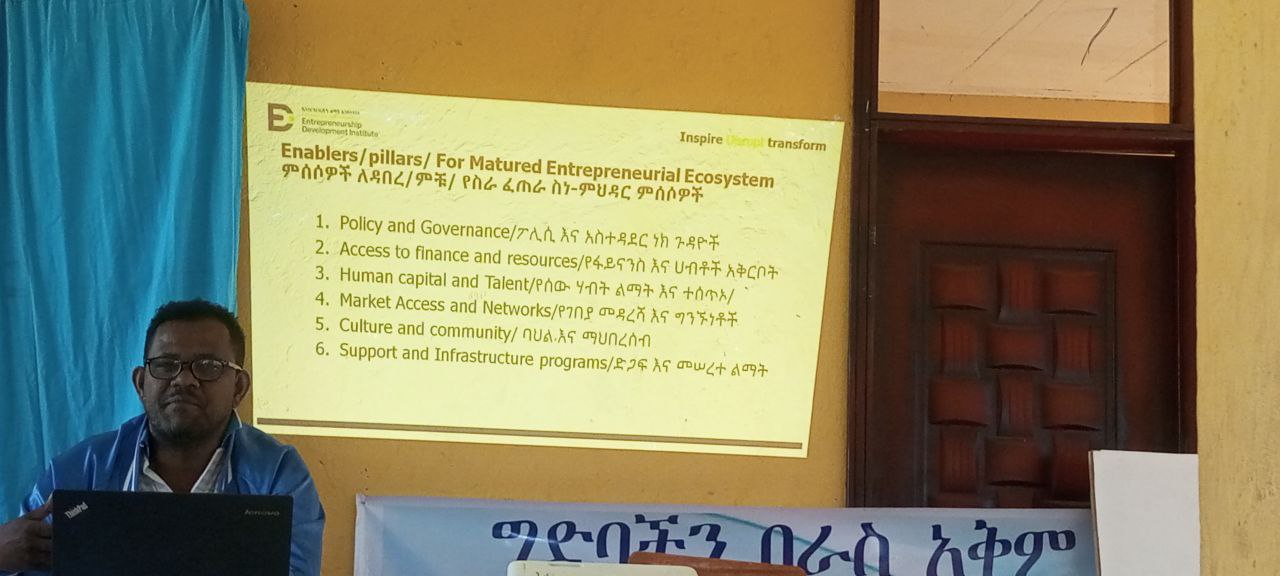 Entrepreneurship
Development Institute
Inspire Disrupt transform
Enablers/pillars/ For Matured Entrepreneurial Ecosystem
ምሰሶዎች ለዳበረ/ምቹ/ የስራ ፈጠራ ስነ-ምህዳር ምሰሶዎች
1. Policy and Governance/ፖሊሲ እና አስተዳደር ነክ ጉዳዮች
2. Access to finance and resources/የፋይናንስ እና ሀብቶች አቅርቦት
3. Human capital and Talent/የሰው ሃብት ልማት እና ተሰጥኦ/
4. Market Access and Networks/የገበያ መዳረሻ እና ግንኙነቶች
5. Culture and community/ ባህል እና ማህበረሰብ
6. Support and Infrastructure programs/ድጋፍ እና መሠረተ ልማት
ThinkPad
lenovo
ግድባችን በራስ አቅም